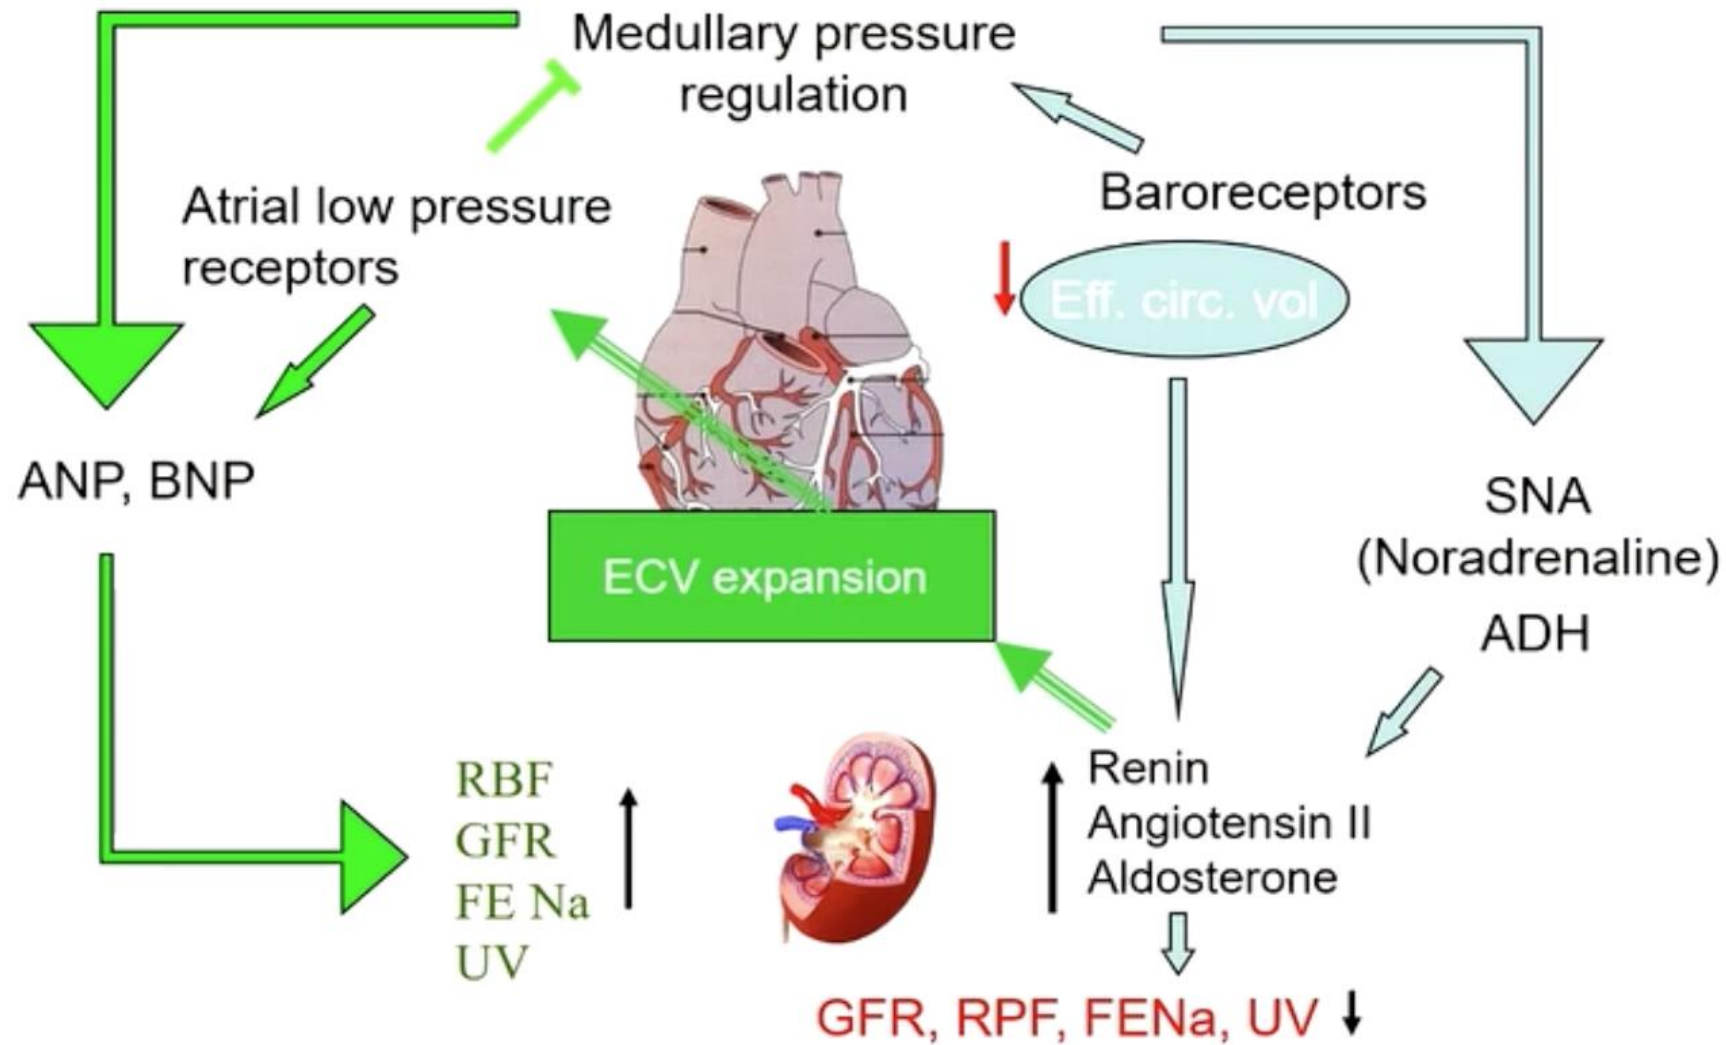 Medullary pressure
regulation
Atrial low pressure
receptors
Baroreceptors
Eff. circ. vol
ANP, BNP
SNA
(Noradrenaline)
ADH
ECV expansion
RBF
GFR
FE Na
UV
Renin
Angiotensin II
Aldosterone
GFR, RPF, FENa, UV